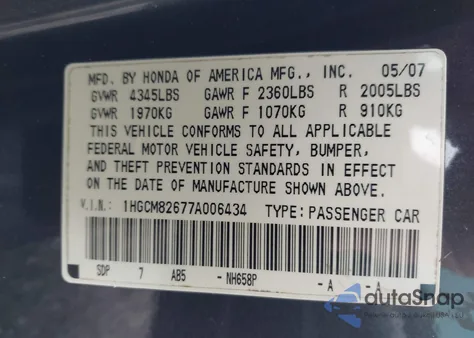 MFD. BY HONDA OF AMERICA MFG., INC. 05/07
GVWR 4345LBS GAWR F 2360LBS R 2005LBS
GVWR 1970KG GAWR F 1070KG R 910KG
THIS VEHICLE CONFORMS TO ALL APPLICABLE
FEDERAL MOTOR VEHICLE SAFETY, BUMPER,
AND THEFT PREVENTION STANDARDS IN EFFECT
ON THE DATE OF MANUFACTURE SHOWN ABOVE.
V.I.N.: 1HGCM82677A006434 TYPE: PASSENGER CAR
SDP 7 AB5 -NH658P -A -A
autoSnap